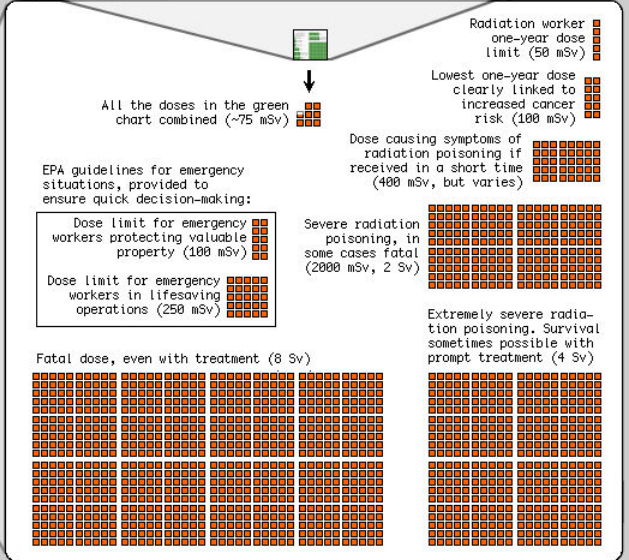 Radiation worker
one-year dose
limit (50 mSv)
Lowest one-year dose
clearly linked to
increased cancer
risk (100 mSv)
All the doses in the green
chart combined (~75 mSv)
Dose causing symptoms of
radiation poisoning if
received in a short time
(400 mSv, but varies)
EPA guidelines for emergency
situations, provided to
ensure quick decision-making:
Dose limit for emergency
workers protecting valuable
property (100 mSv)
Dose limit for emergency
workers in lifesaving
operations (250 mSv)
Severe radiation
poisoning, in
some cases fatal
(2000 mSv, 2 Sv)
Extremely severe radia-
tion poisoning. Survival
sometimes possible with
prompt treatment (4 Sv)
Fatal dose, even with treatment (8 Sv)